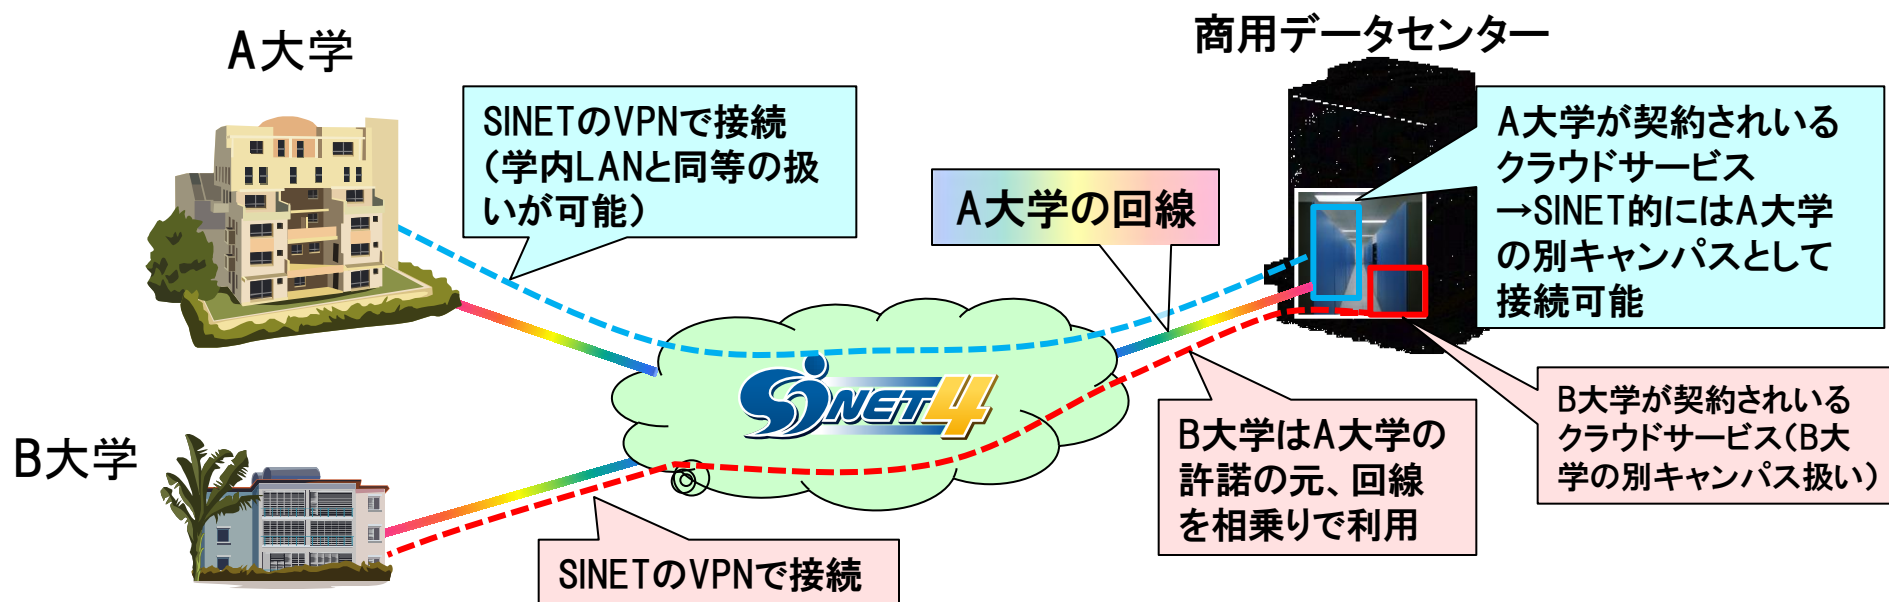 A大学
商用データセンター
SINETのVPNで接続
(学内LANと同等の扱
いが可能)
A大学の回線
A大学が契約されいる
クラウドサービス
→SINET的にはA大学
の別キャンパスとして
接続可能
SINET4
B大学
B大学はA大学の
許諾の元、回線
を相乗りで利用
B大学が契約されいる
クラウドサービス(B大
学の別キャンパス扱い)
SINETのVPNで接続